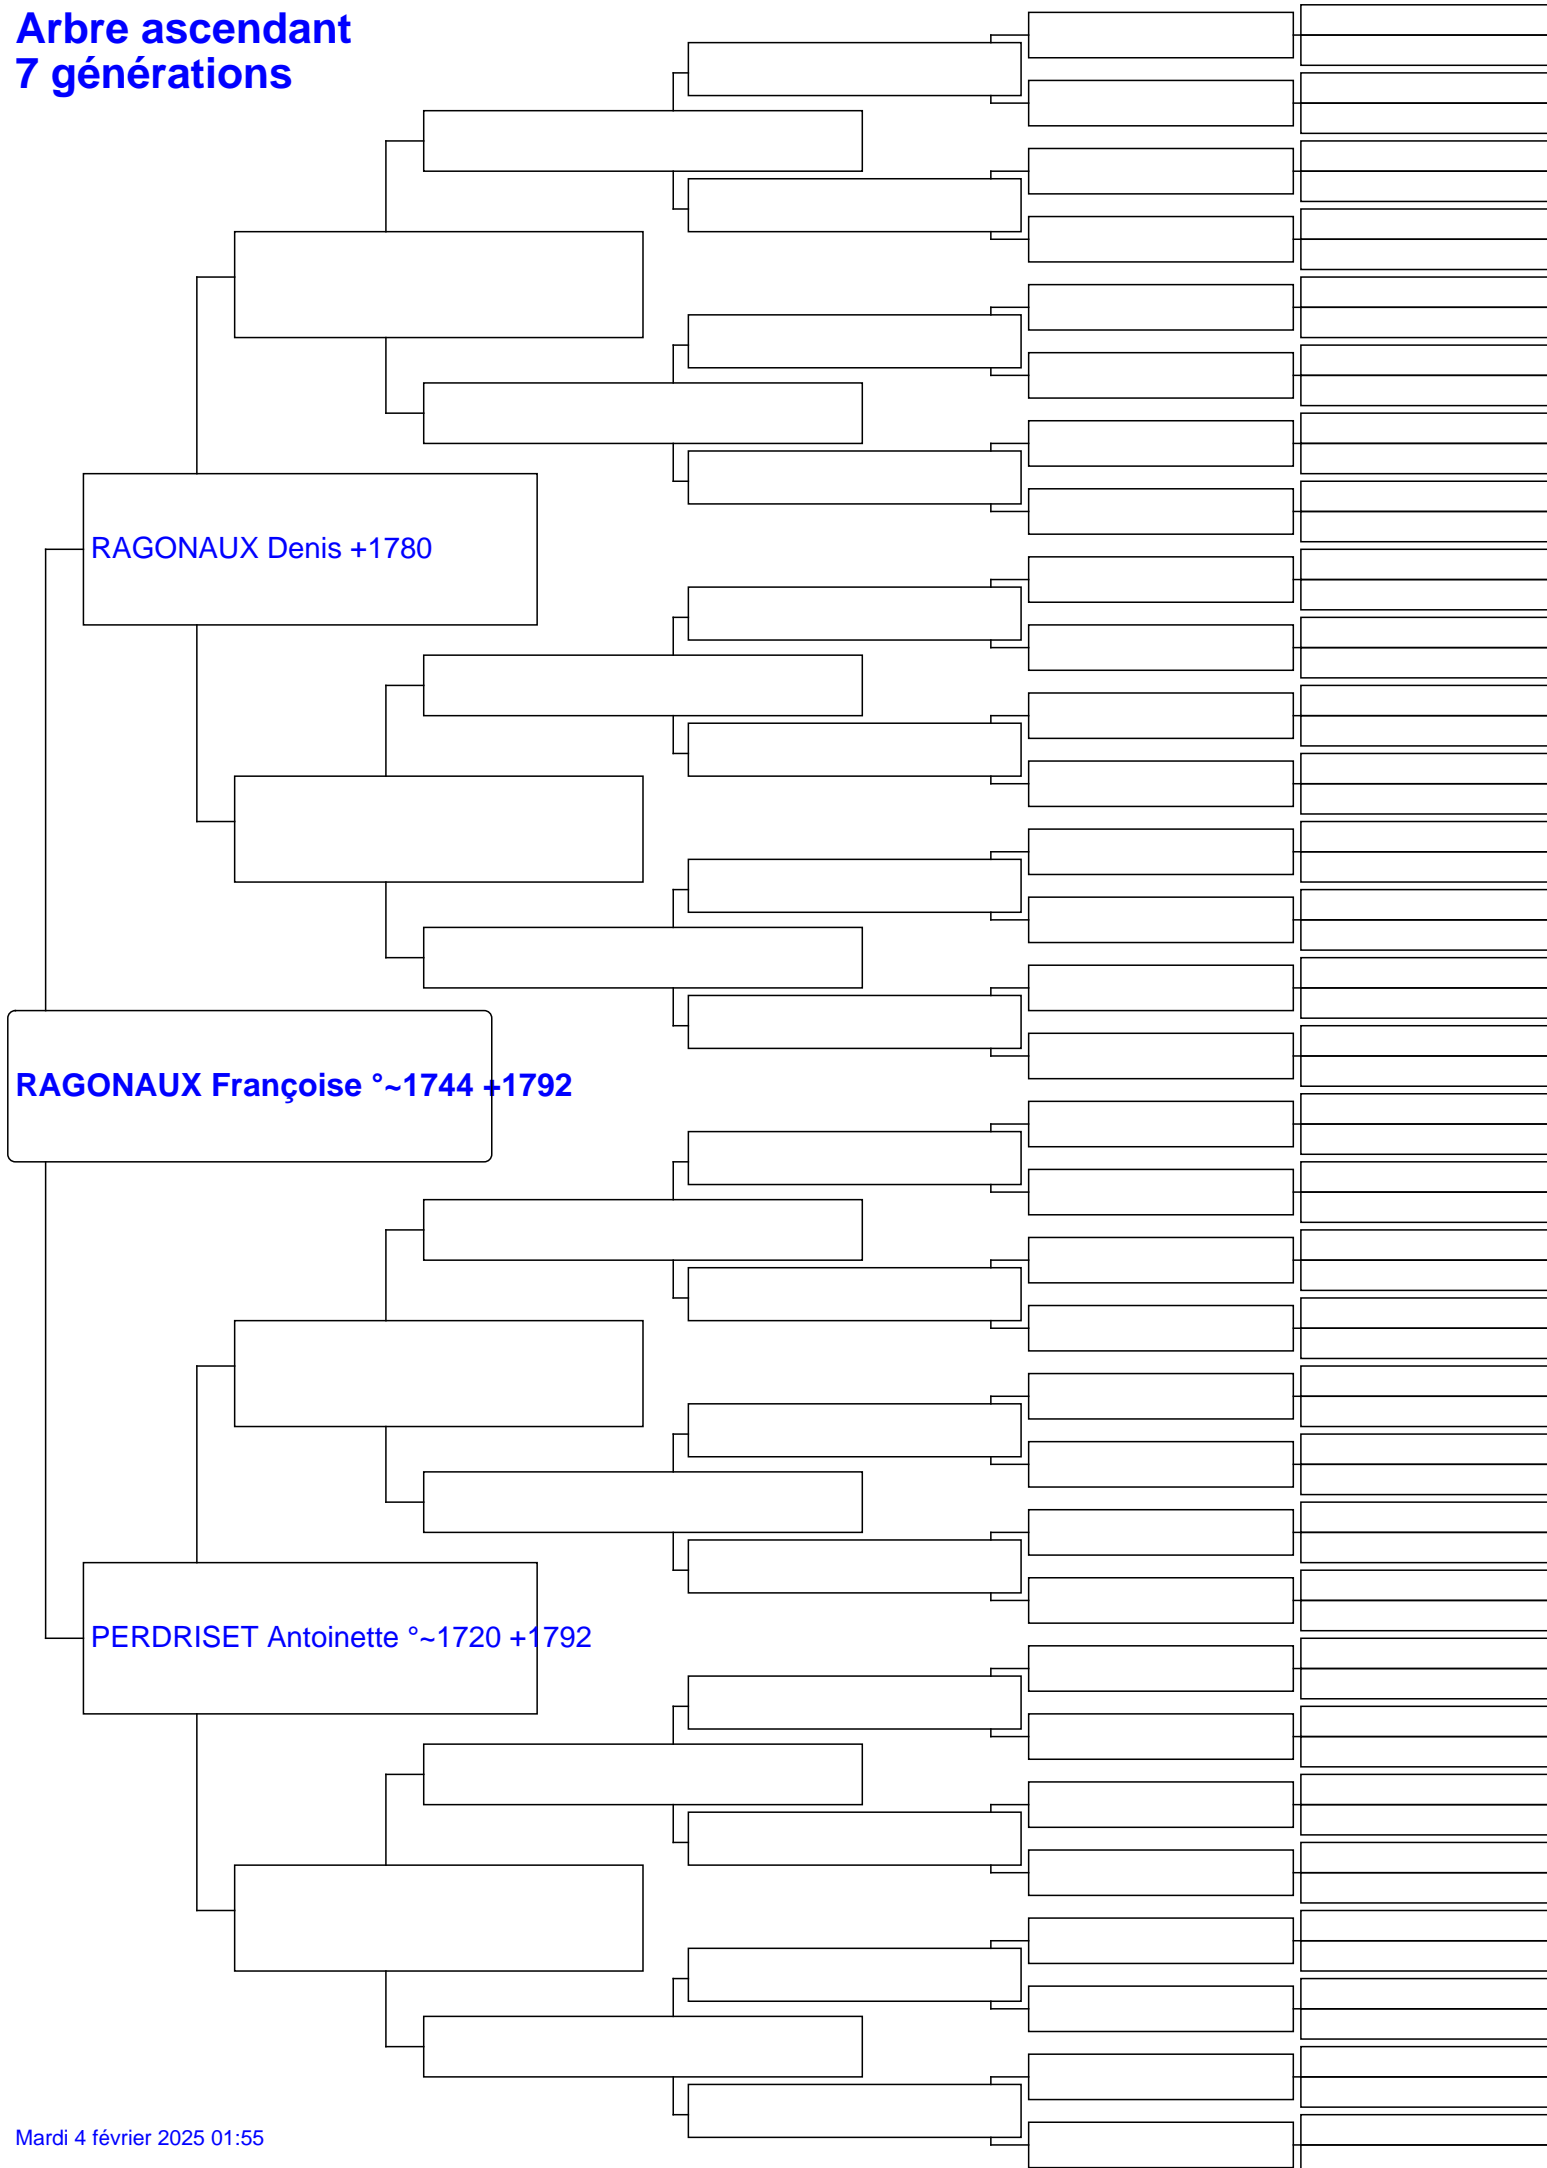 Arbre ascendant
7 générations
RAGONAUX Denis +1780
RAGONAUX Françoise °~1744 +1792
PERDRISET Antoinette °~1720 +1792
Mardi 4 février 2025 01:55